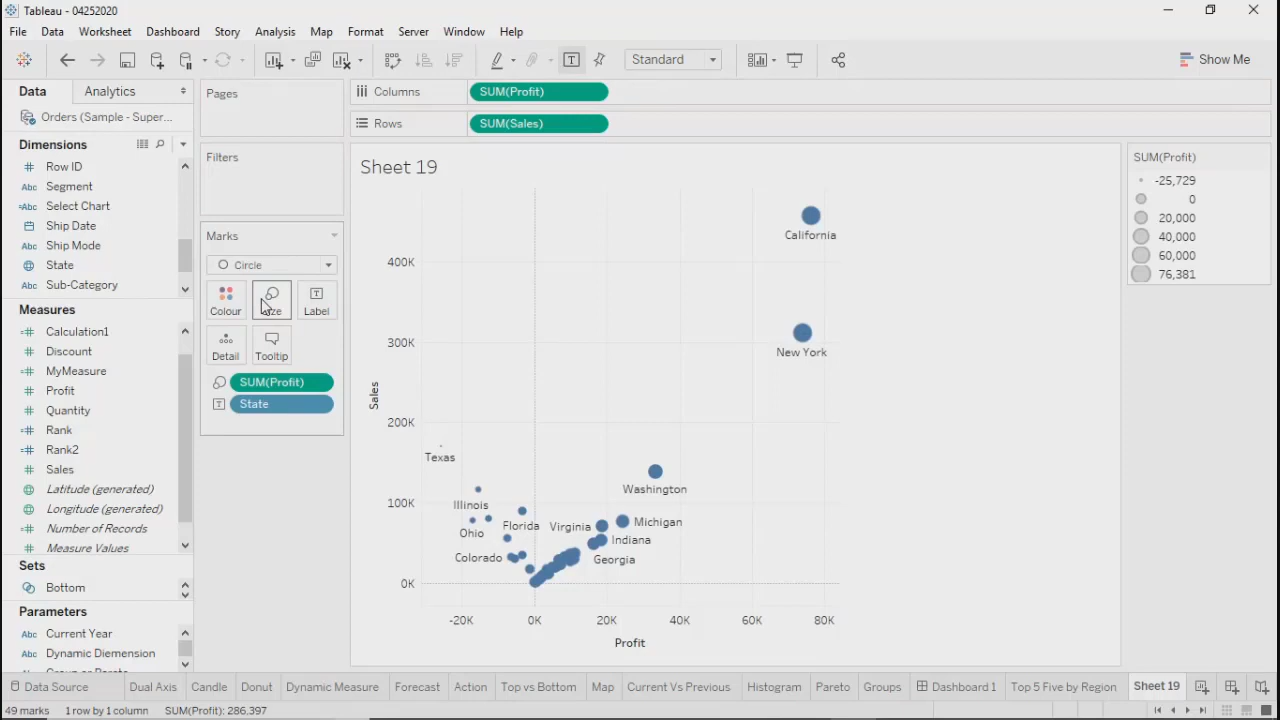 Tableau - 04252020
File Data Worksheet Dashboard Story Analysis Map Format Server Window Help
Standard
Show Me
Data Analytics
Orders (Sample - Super...
Dimensions
Row ID
Abc Segment
=Abc Select Chart
Ship Date
Abc Ship Mode
State
Abc Sub-Category
Measures
Calculation1
Discount
MyMeasure
Profit
Quantity
Rank
Rank2
Sales
Latitude (generated)
Longitude (generated)
Number of Records
Measure Values
Sets
Bottom
Parameters
Abc Current Year
Abc Dynamic Diemension
Pages
Filters
Marks
Circle
Colour
Label
Detail
Tooltip
SUM(Profit)
State
Columns
SUM(Profit)
Rows
SUM(Sales)
Sheet 19
Sales
400K
300K
200K
100K
0K
California
New York
Texas
Washington
Illinois
Ohio
Florida
Virginia
Michigan
Indiana
Colorado
Georgia
-20K 0K 20K 40K 60K 80K
Profit
SUM(Profit)
-25,729
0
20,000
40,000
60,000
76,381
Data Source Dual Axis Candle Donut Dynamic Measure Forecast Action Top vs Bottom Map Current Vs Previous Histogram Pareto Groups Dashboard 1 Top 5 Five by Region Sheet 19
49 marks 1 row by 1 column SUM(Profit): 286,397